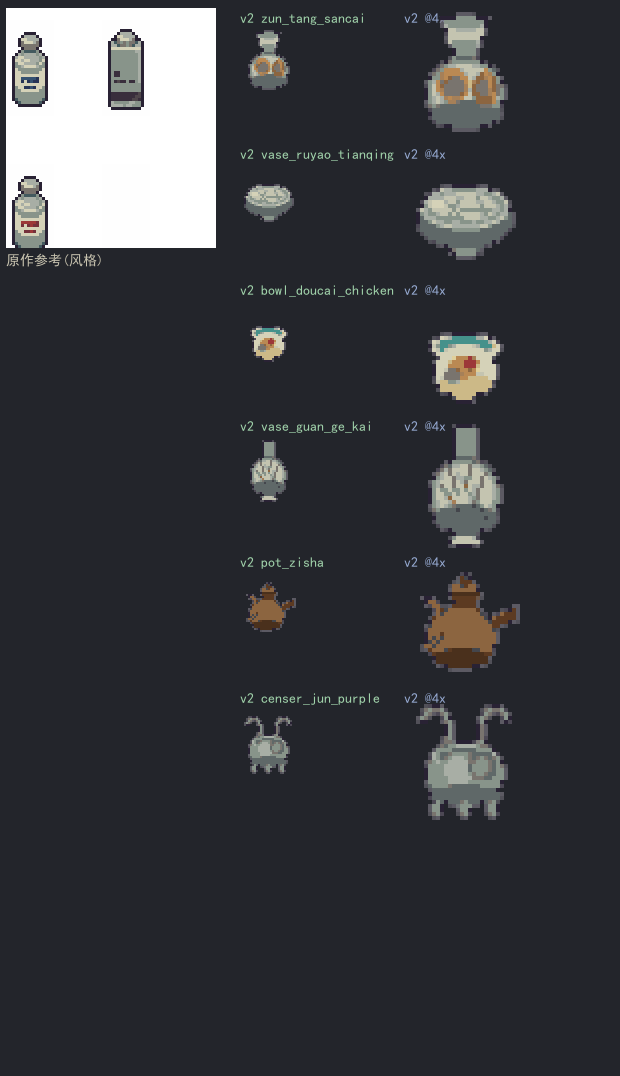 v2 zun_tang_sancai
v2 @4
原作参考(风格)
v2 vase_ruyao_tianqing
v2 @4x
v2 bowl_doucai_chicken
v2 @4x
v2 vase_guan_ge_kai
v2 @4x
v2 pot_zisha
v2 @4x
v2 censer_jun_purple
v2 @4x